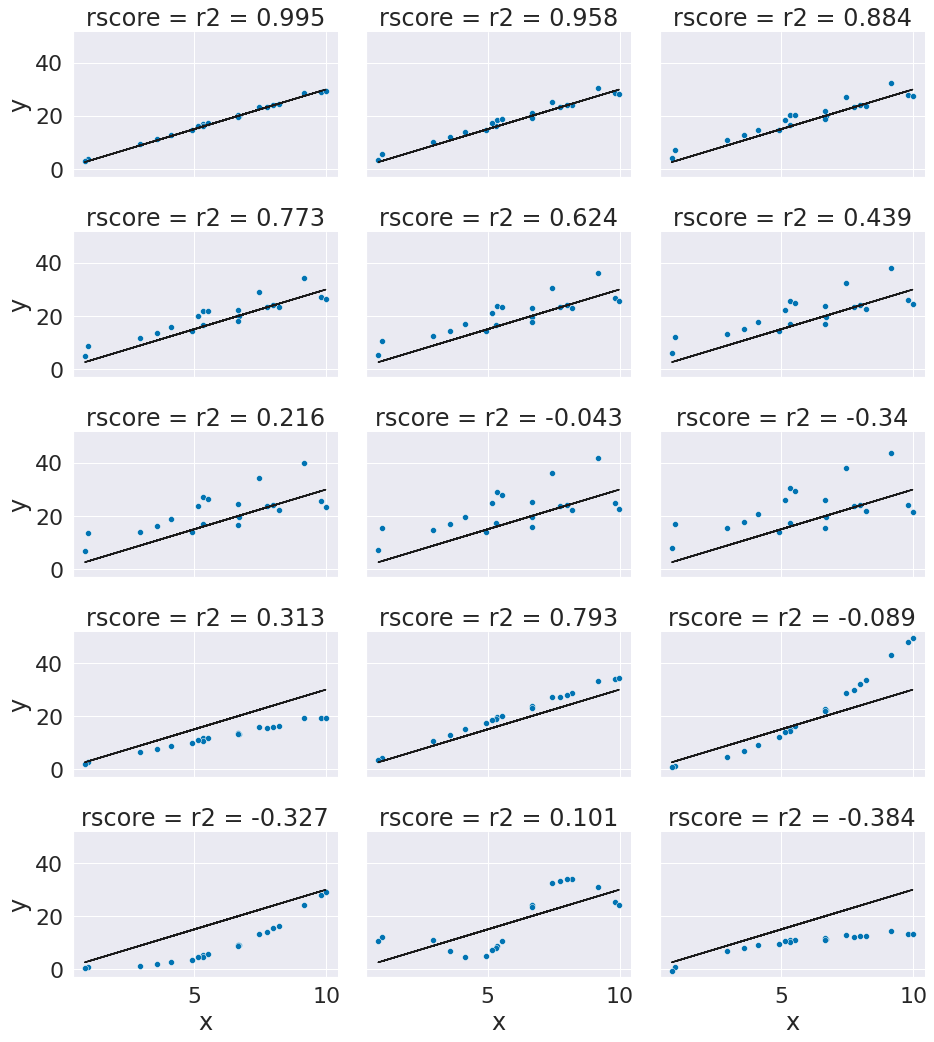 rscore = r2 = 0.995 rscore = r2 = 0.958 rscore = r2 = 0.884
40
20
0
y
rscore = r2 = 0.773 rscore = r2 = 0.624 rscore = r2 = 0.439
40
20
0
y
rscore = r2 = 0.216 rscore = r2 = -0.043 rscore = r2 = -0.34
40
20
0
y
rscore = r2 = 0.313 rscore = r2 = 0.793 rscore = r2 = -0.089
40
20
0
y
rscore = r2 = -0.327 rscore = r2 = 0.101 rscore = r2 = -0.384
40
20
0
y
5 10 5 10 5 10
x x x